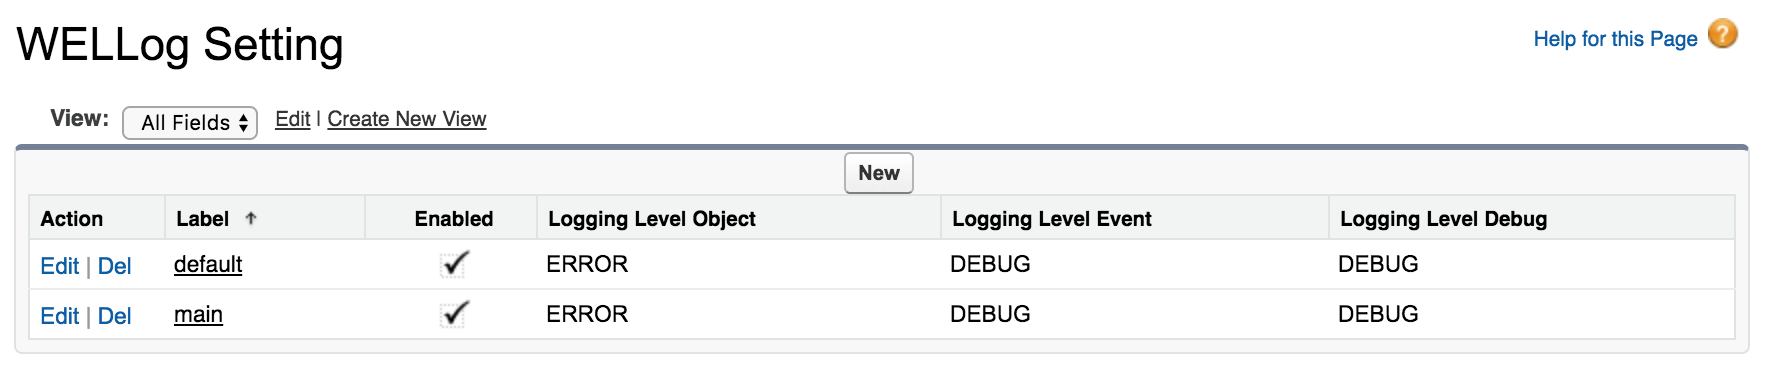 WELLog Setting
Help for this Page ?
View: All Fields Edit | Create New View
New
Action Label ↑ Enabled Logging Level Object Logging Level Event Logging Level Debug
Edit | Del default ERROR DEBUG DEBUG
Edit | Del main ERROR DEBUG DEBUG